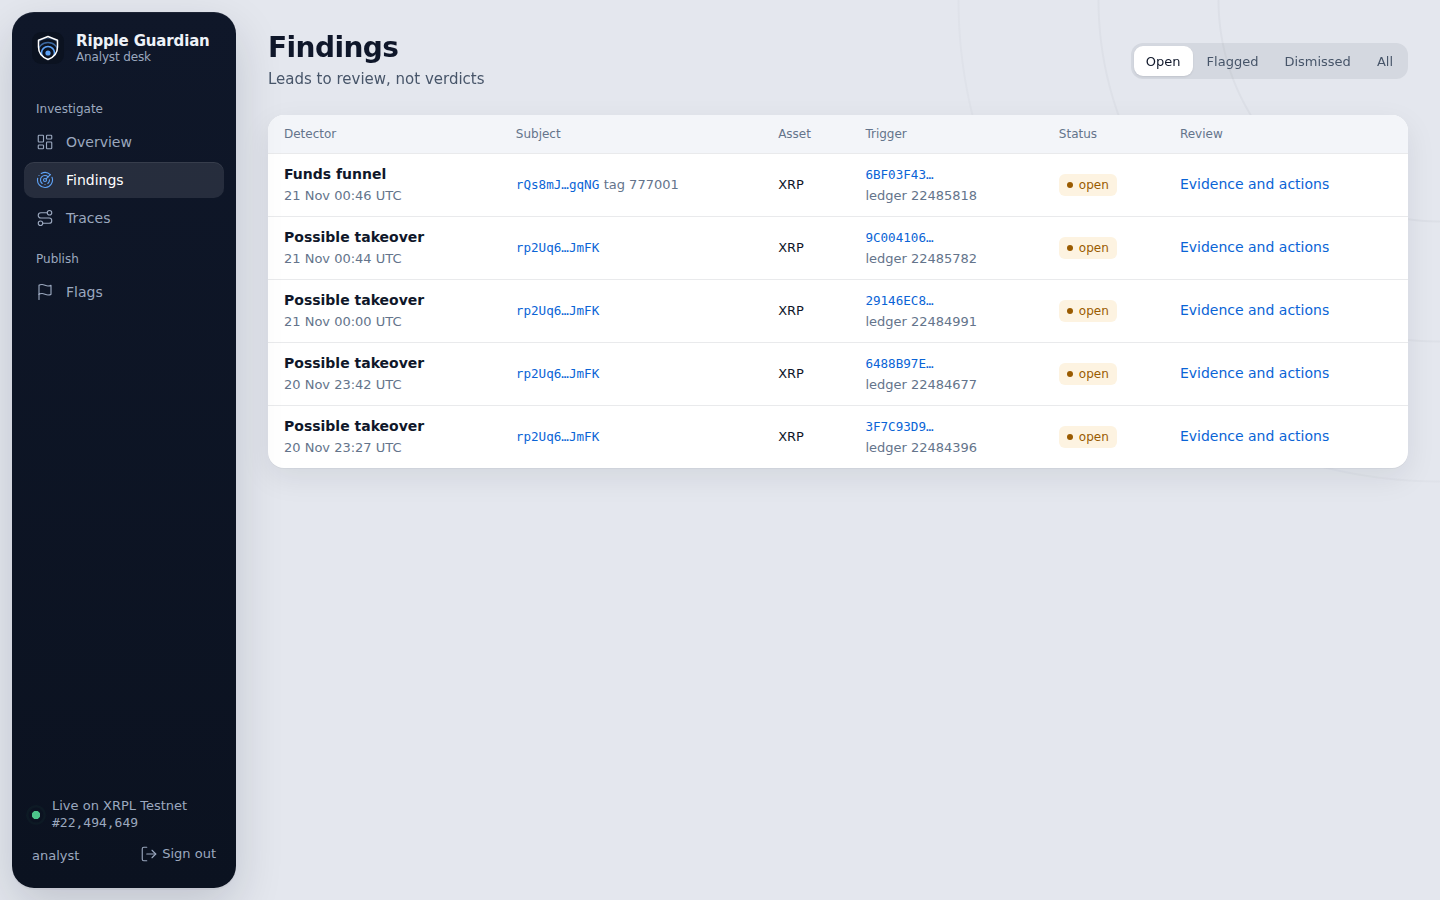 Ripple Guardian
Analyst desk
Investigate
Overview
Findings
Traces
Publish
Flags
Live on XRPL Testnet
#22,494,649
analyst
Sign out
Findings
Leads to review, not verdicts
Open Flagged Dismissed All
Detector Subject Asset Trigger Status Review
Funds funnel
21 Nov 00:46 UTC
rQs8mJ…gqNG tag 777001
XRP
6BF03F43…
ledger 22485818
open
Evidence and actions
Possible takeover
21 Nov 00:44 UTC
rp2Uq6…JmFK
XRP
9C004106…
ledger 22485782
open
Evidence and actions
Possible takeover
21 Nov 00:00 UTC
rp2Uq6…JmFK
XRP
29146EC8…
ledger 22484991
open
Evidence and actions
Possible takeover
20 Nov 23:42 UTC
rp2Uq6…JmFK
XRP
6488B97E…
ledger 22484677
open
Evidence and actions
Possible takeover
20 Nov 23:27 UTC
rp2Uq6…JmFK
XRP
3F7C93D9…
ledger 22484396
open
Evidence and actions